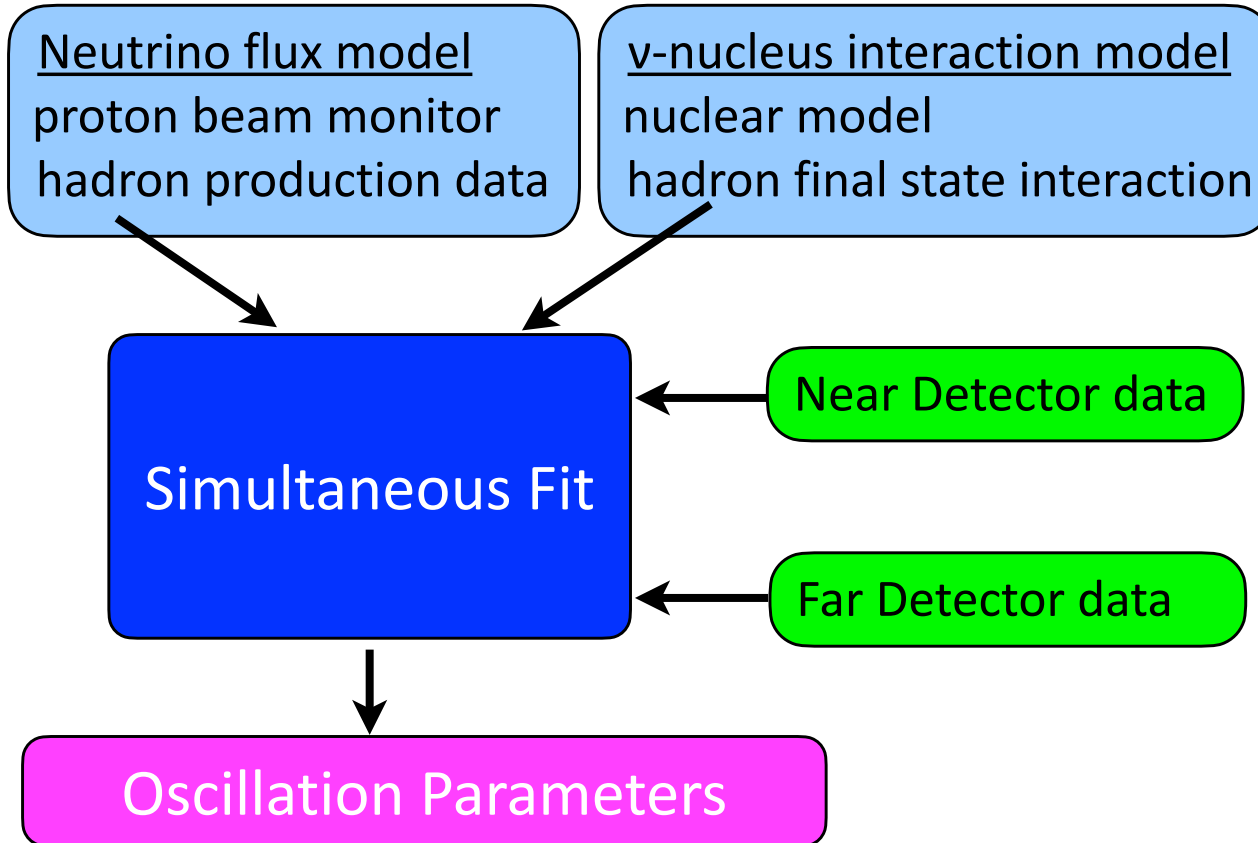 Neutrino flux model
proton beam monitor
hadron production data
ν-nucleus interaction model
nuclear model
hadron final state interaction
Simultaneous Fit
Near Detector data
Far Detector data
Oscillation Parameters